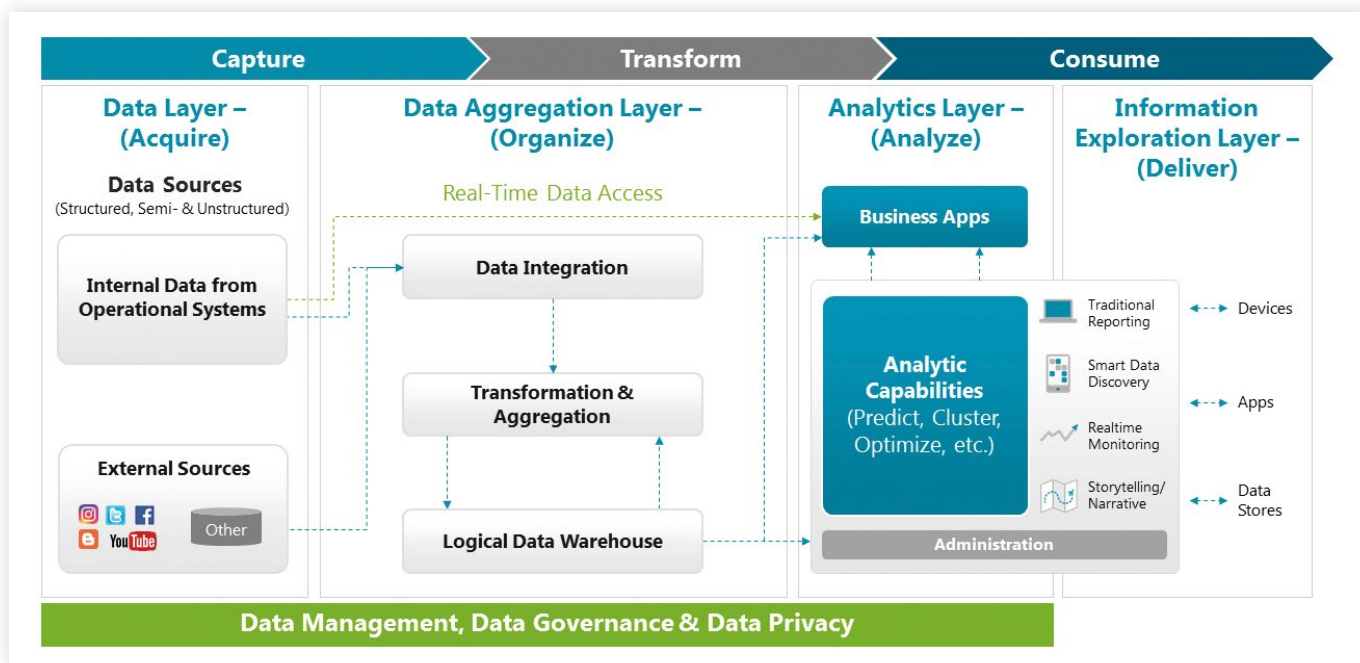 Capture
Transform
Consume
Data Layer –
(Acquire)
Data Sources
(Structured, Semi- & Unstructured)
Internal Data from
Operational Systems
External Sources
YouTube
Other
Data Aggregation Layer –
(Organize)
Real-Time Data Access
Data Integration
Transformation &
Aggregation
Logical Data Warehouse
Analytics Layer –
(Analyze)
Business Apps
Analytic
Capabilities
(Predict, Cluster,
Optimize, etc.)
Traditional
Reporting
Smart Data
Discovery
Realtime
Monitoring
Storytelling/
Narrative
Administration
Information
Exploration Layer –
(Deliver)
Devices
Apps
Data
Stores
Data Management, Data Governance & Data Privacy